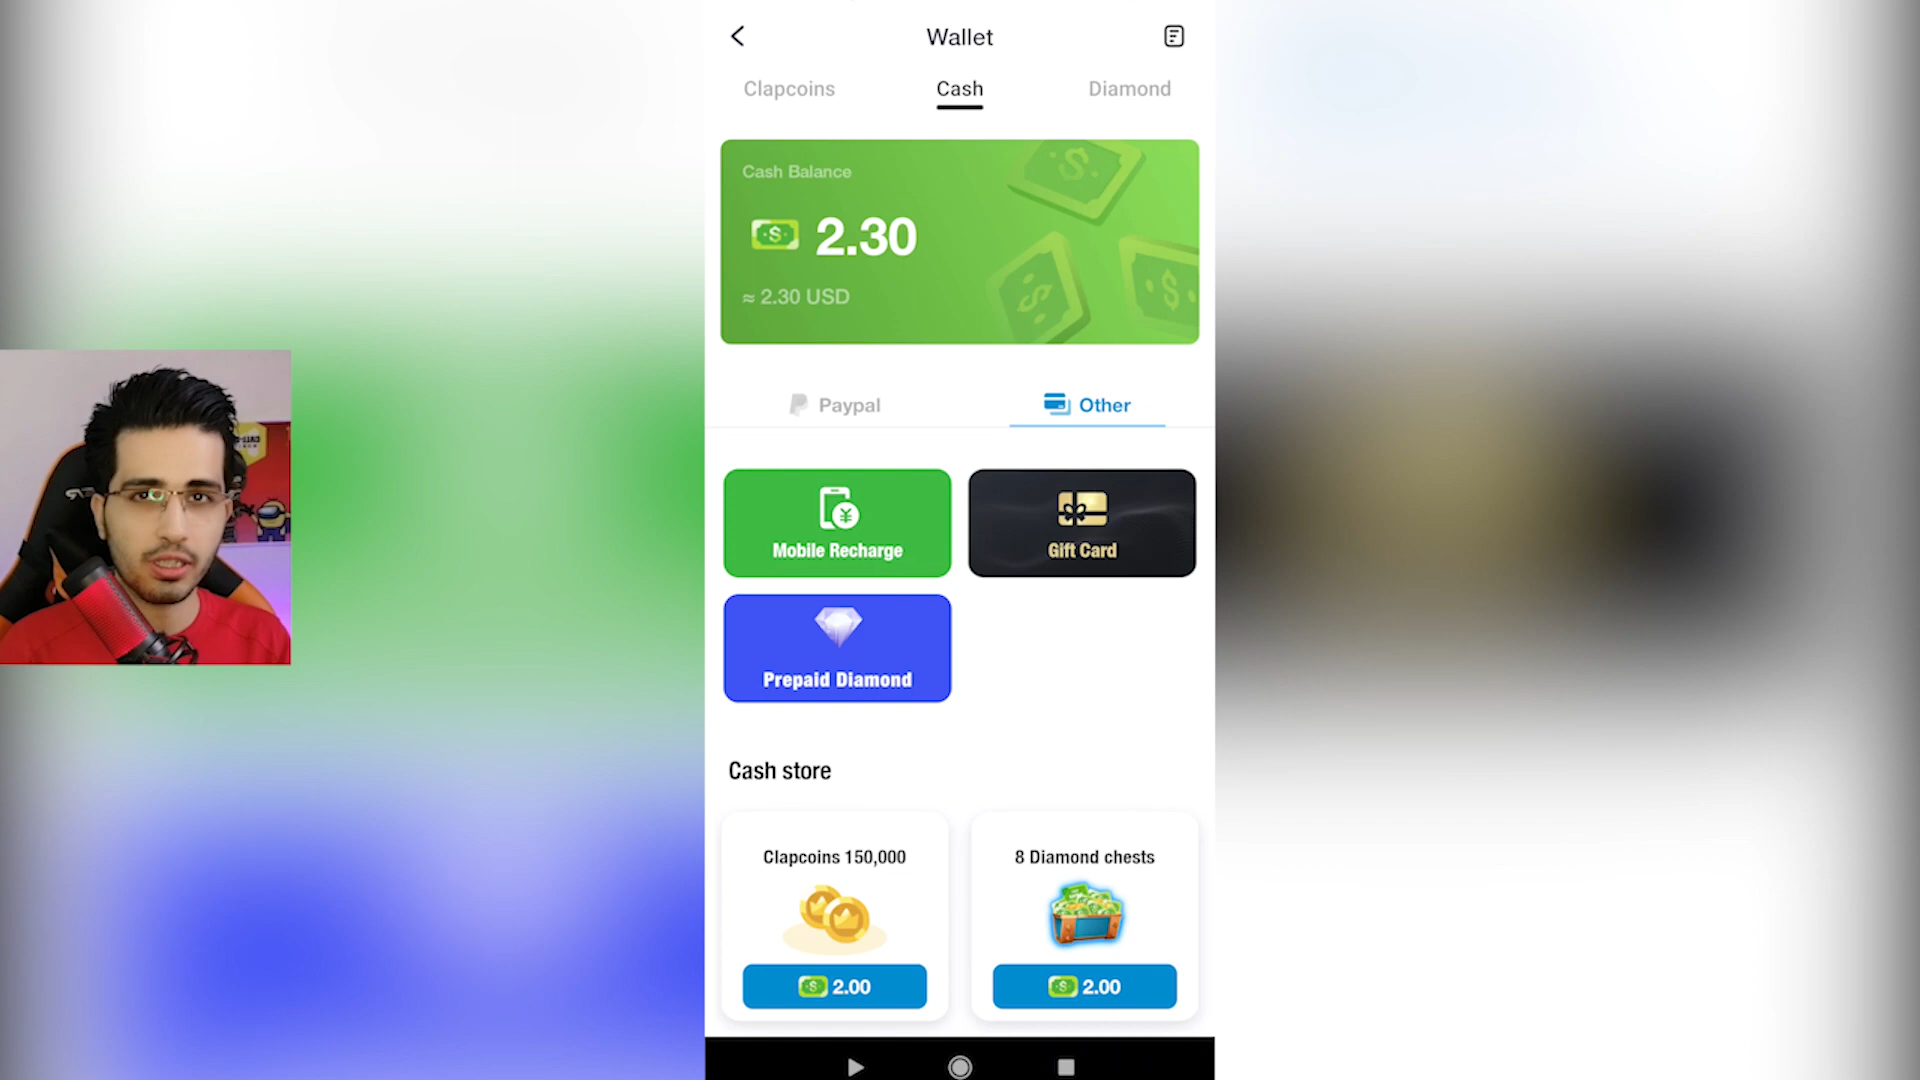 Wallet
Clapcoins Cash Diamond
Cash Balance
2.30
≈ 2.30 USD
Paypal Other
Mobile Recharge
Gift Card
Prepaid Diamond
Cash store
Clapcoins 150,000
8 Diamond chests
2.00
2.00